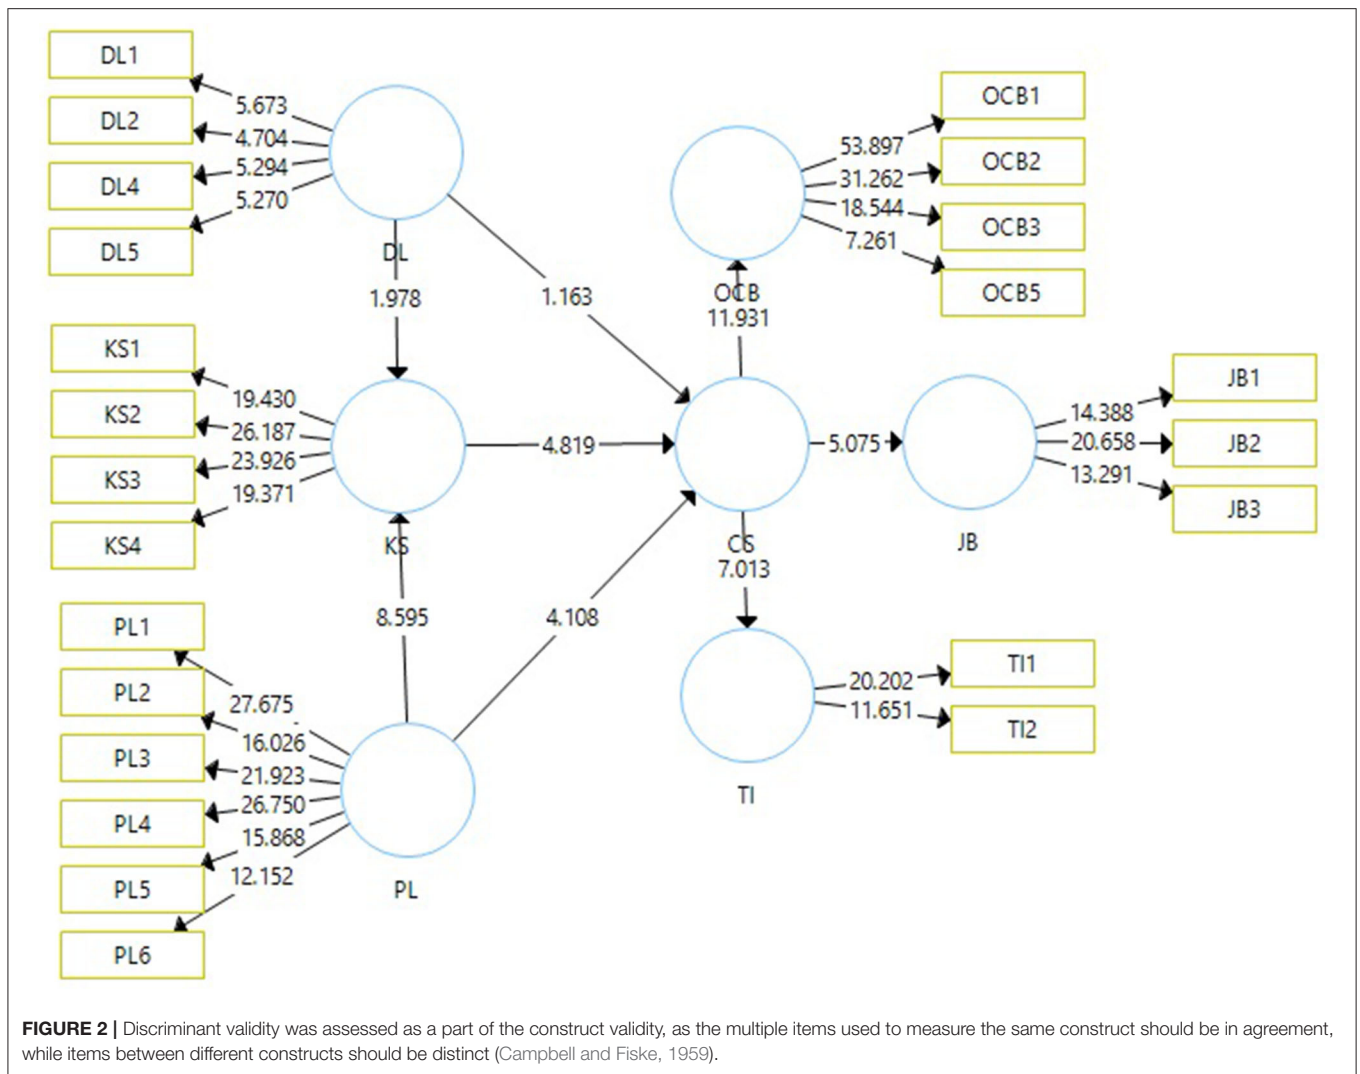 DL1
5.673
DL2
4.704
DL4
5.294
5.270
DL5
DL
1.978
1.163
OCB1
53.897
OCB2
31.262
18.544
OCB3
7.261
OCB5
OCB
11.931
KS1
19.430
KS2
26.187
23.926
KS3
19.371
KS4
KS
4.819
CS
5.075
JB1
14.388
20.658
JB2
13.291
JB3
JB
7.013
8.595
4.108
PL1
27.675
PL2
16.026
PL3
21.923
26.750
PL4
15.868
PL5
12.152
PL6
PL
TI1
20.202
11.651
TI2
TI
FIGURE 2 | Discriminant validity was assessed as a part of the construct validity, as the multiple items used to measure the same construct should be in agreement,
while items between different constructs should be distinct (Campbell and Fiske, 1959).